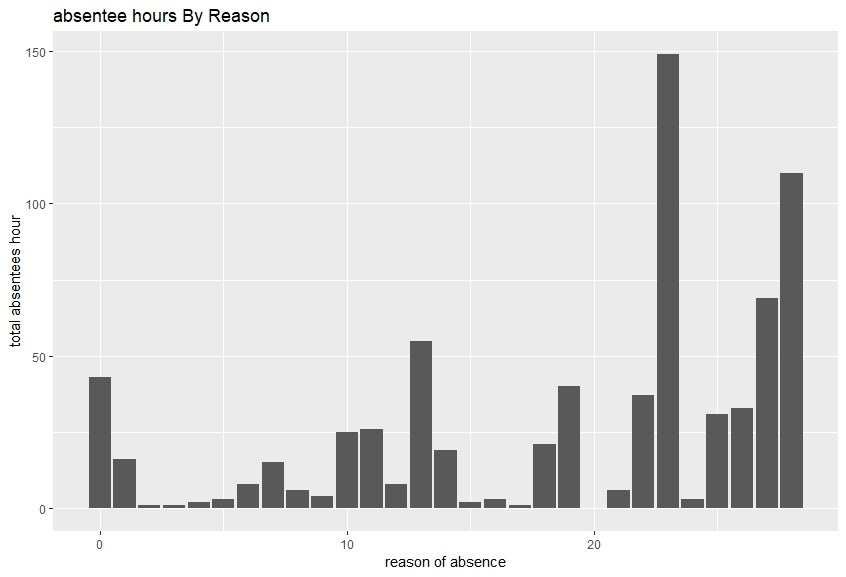 absentee hours By Reason
150
100
50
0
total absentees hour
0 10 20
reason of absence